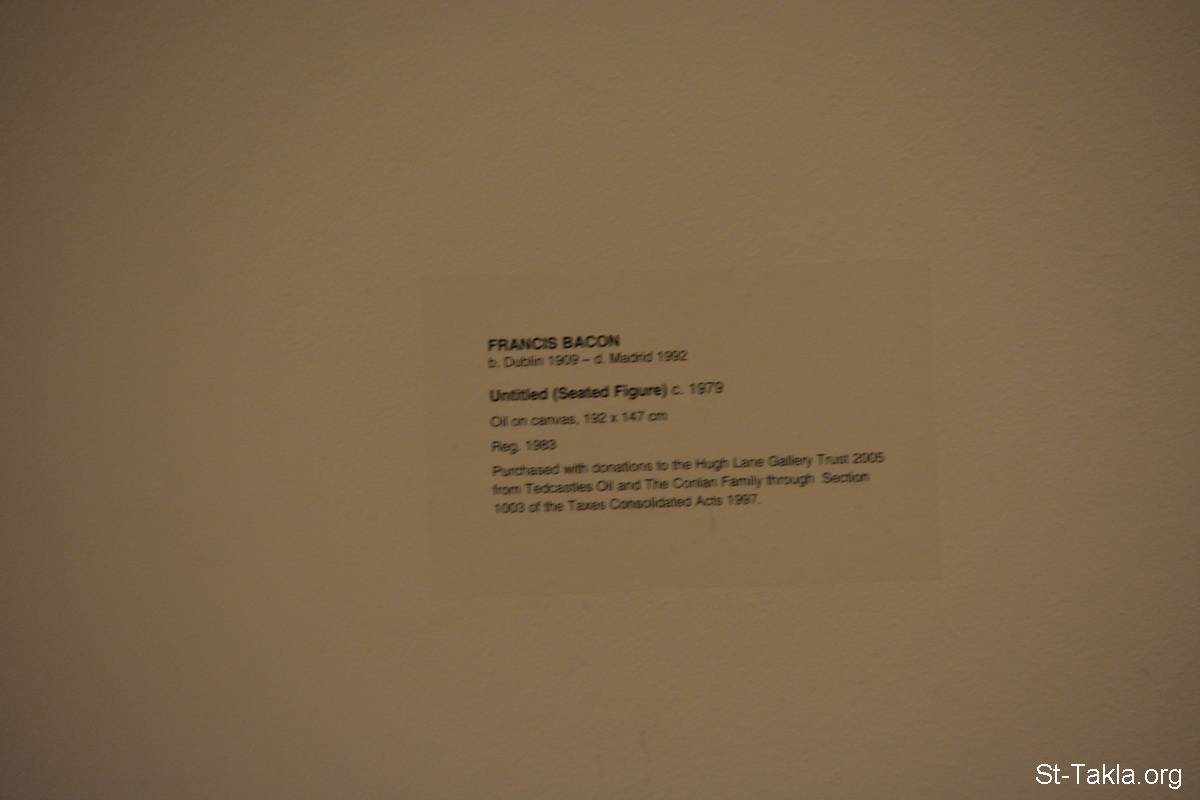 FRANCIS BACON
b. Dublin 1909 – d. Madrid 1992
Untitled (Seated Figure) c. 1979
Oil on canvas, 192 x 147 cm
Reg. 1983
Purchased with donations to the Hugh Lane Gallery Trust 2005
from Tedcastles Oil and The Conlan Family through Section
1003 of the Taxes Consolidated Acts 1997.
St-Takla.org